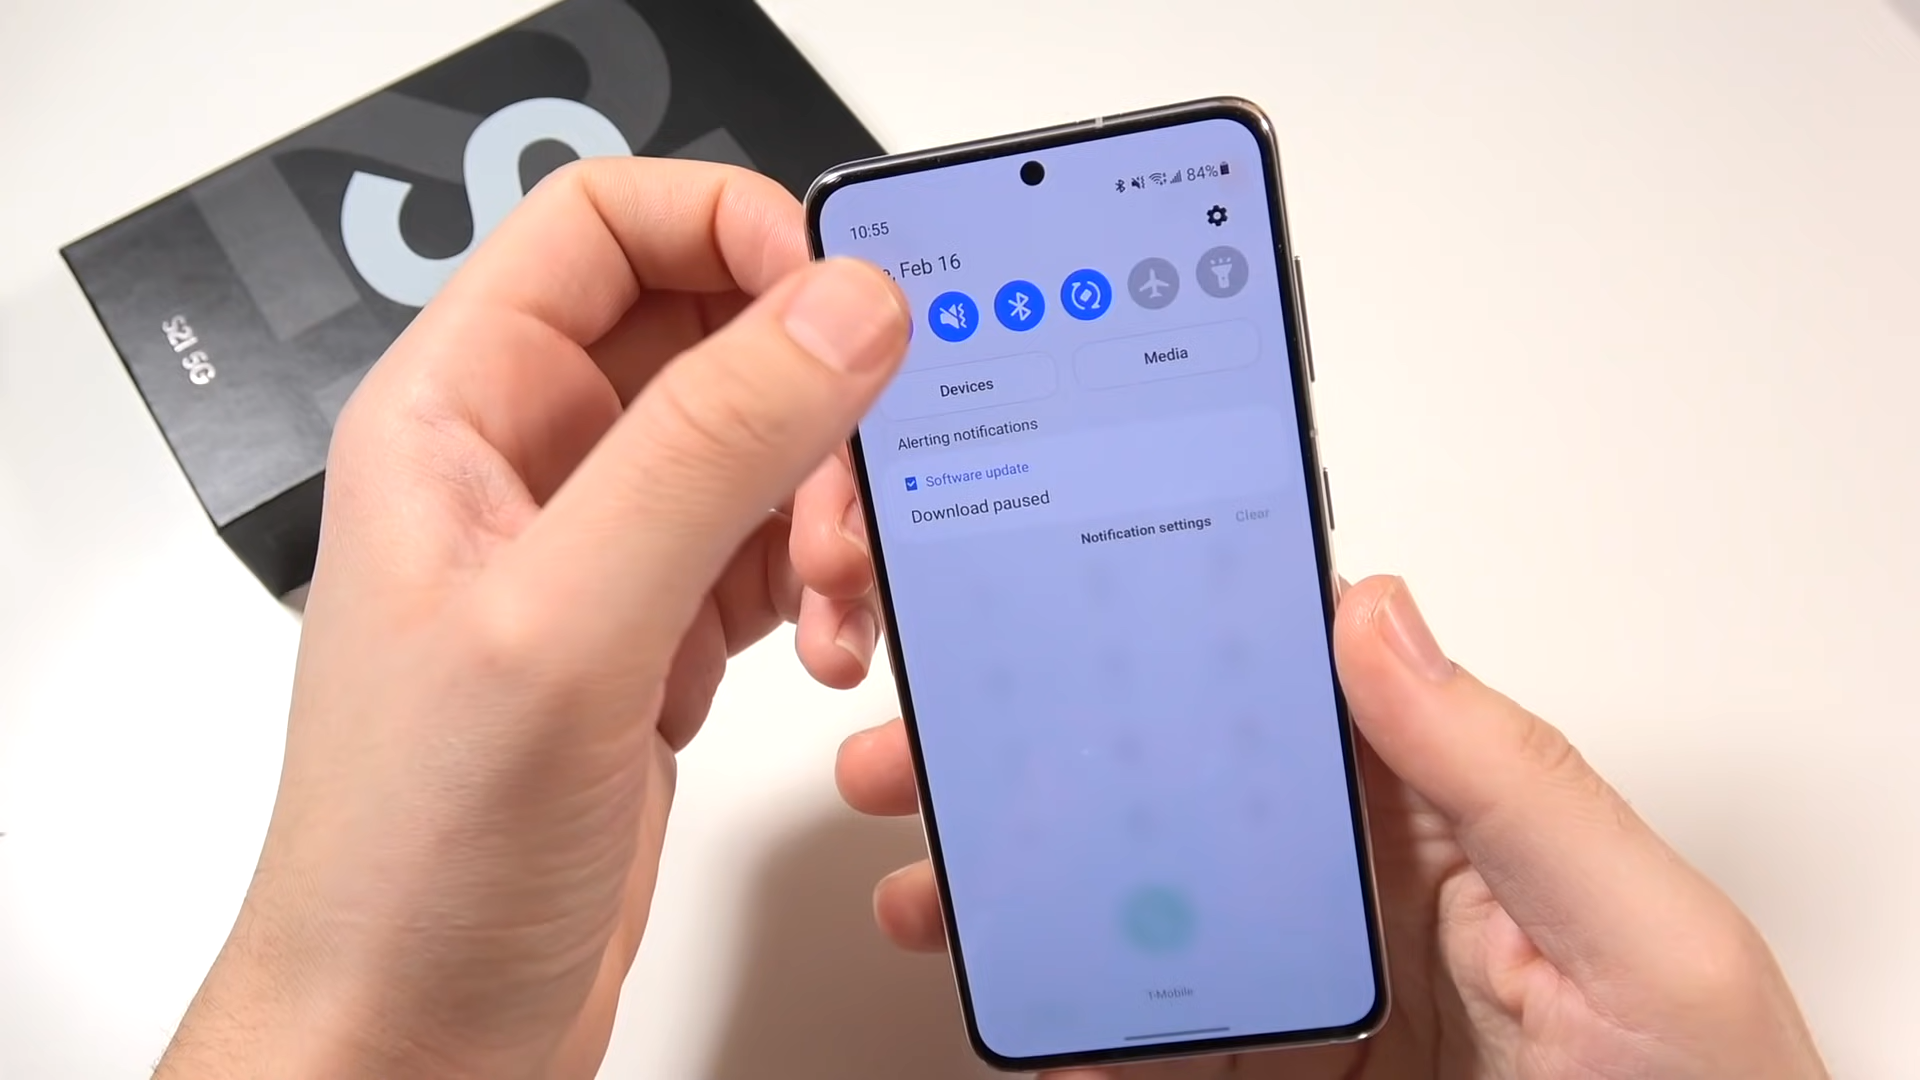 S
S21 5G
84%
10:55
, Feb 16
Devices
Media
Alerting notifications
Software update
Download paused
Notification settings
Clear
T-Mobile